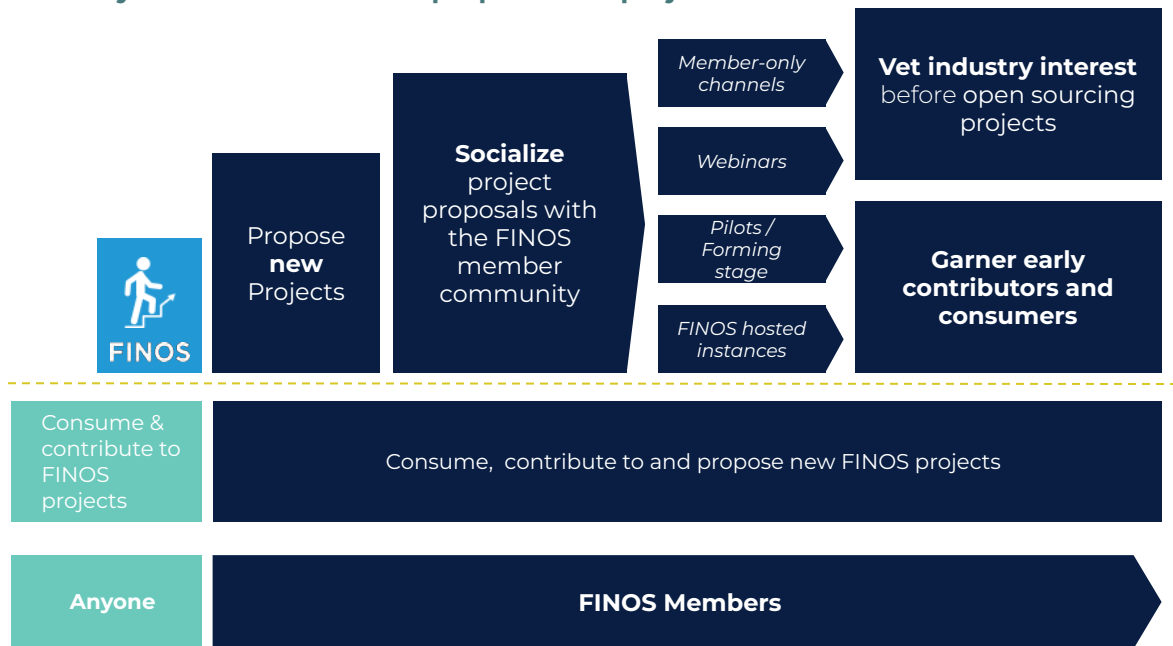 Member-only
channels
Vet industry interest
before open sourcing
projects
Socialize
project
proposals with
the FINOS
member
community
Webinars
Propose
new
Projects
Pilots /
Forming
stage
Garner early
contributors and
consumers
FINOS
FINOS hosted
instances
Consume &
contribute to
FINOS
projects
Consume, contribute to and propose new FINOS projects
Anyone
FINOS Members